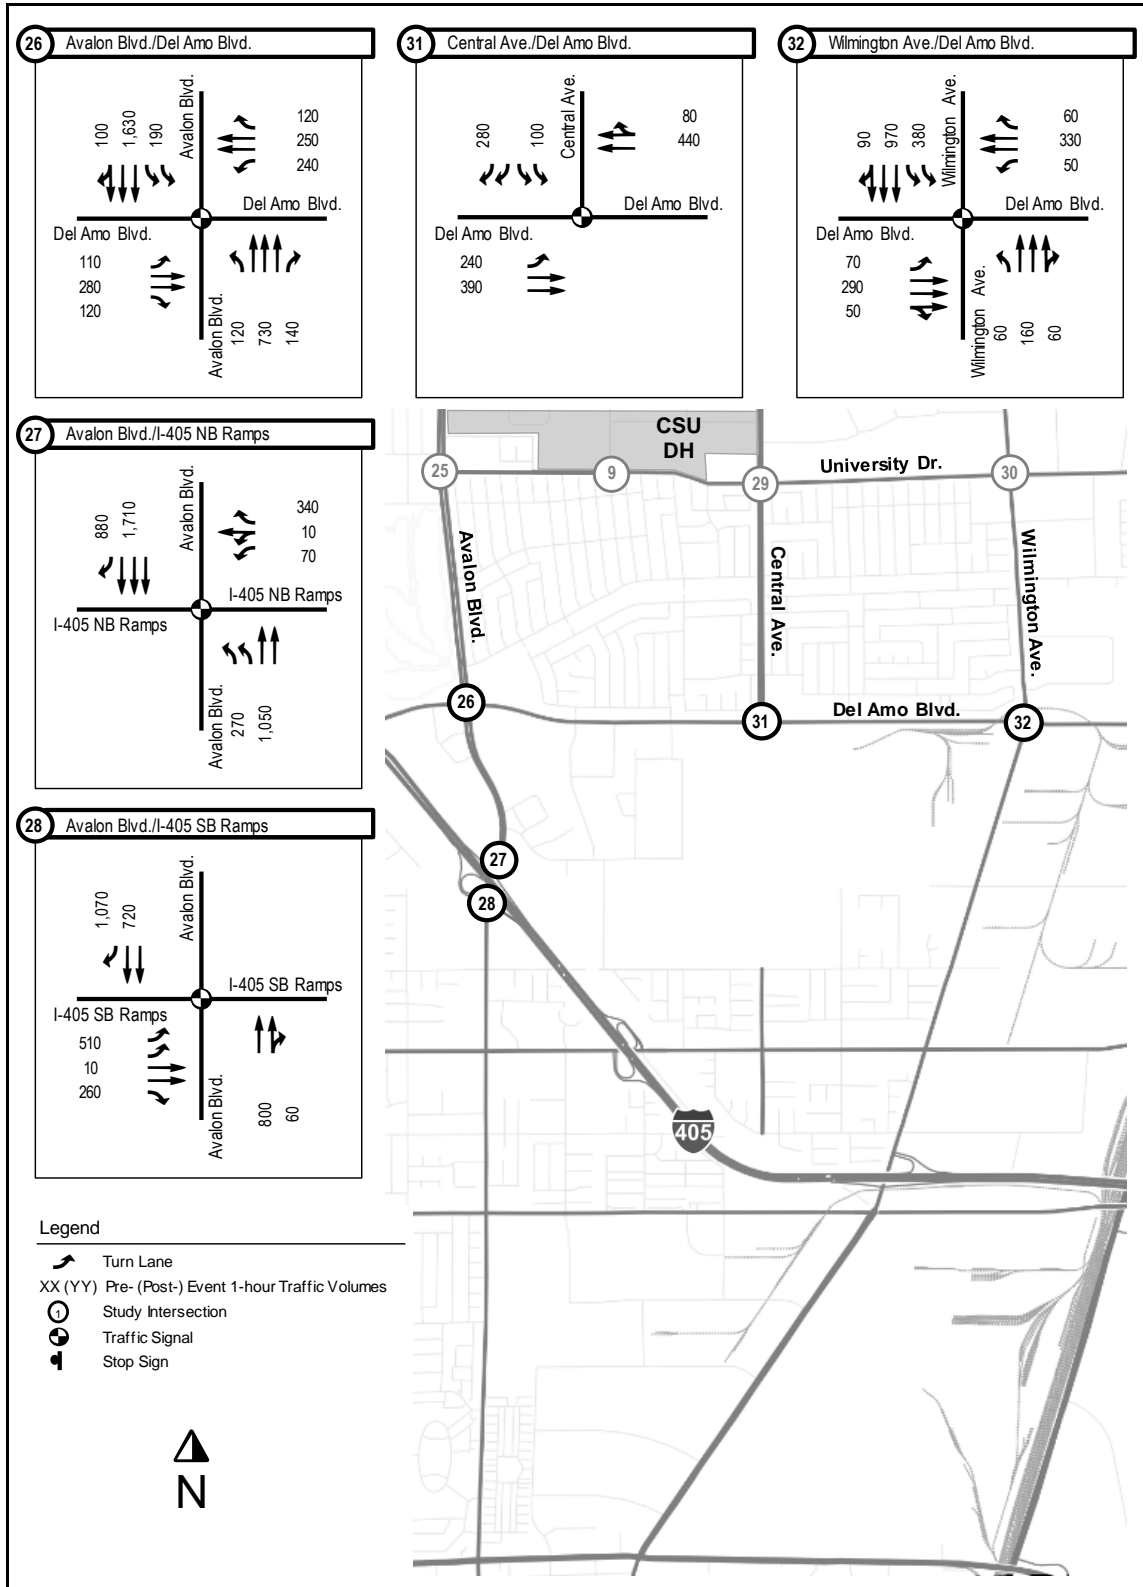 26 Avalon Blvd./Del Amo Blvd.
100
1,630
190
Avalon Blvd.
120
250
240
Del Amo Blvd.
Del Amo Blvd.
110
280
120
Avalon Blvd.
120
730
140
31 Central Ave./Del Amo Blvd.
280
100
Central Ave.
80
440
Del Amo Blvd.
Del Amo Blvd.
240
390
32 Wilmington Ave./Del Amo Blvd.
90
970
380
Wilmington Ave.
60
330
50
Del Amo Blvd.
Del Amo Blvd.
70
290
50
Wilmington Ave.
60
160
60
27 Avalon Blvd./I-405 NB Ramps
880
1,710
Avalon Blvd.
340
10
70
I-405 NB Ramps
I-405 NB Ramps
Avalon Blvd.
270
1,050
28 Avalon Blvd./I-405 SB Ramps
1,070
720
Avalon Blvd.
I-405 SB Ramps
I-405 SB Ramps
510
10
260
Avalon Blvd.
800
60
CSU
DH
25
9
29
University Dr.
30
Avalon Blvd.
Central Ave.
Wilmington Ave.
26
31
Del Amo Blvd.
32
27
28
405
Legend
Turn Lane
XX (YY) Pre- (Post-) Event 1-hour Traffic Volumes
1 Study Intersection
Traffic Signal
Stop Sign
N